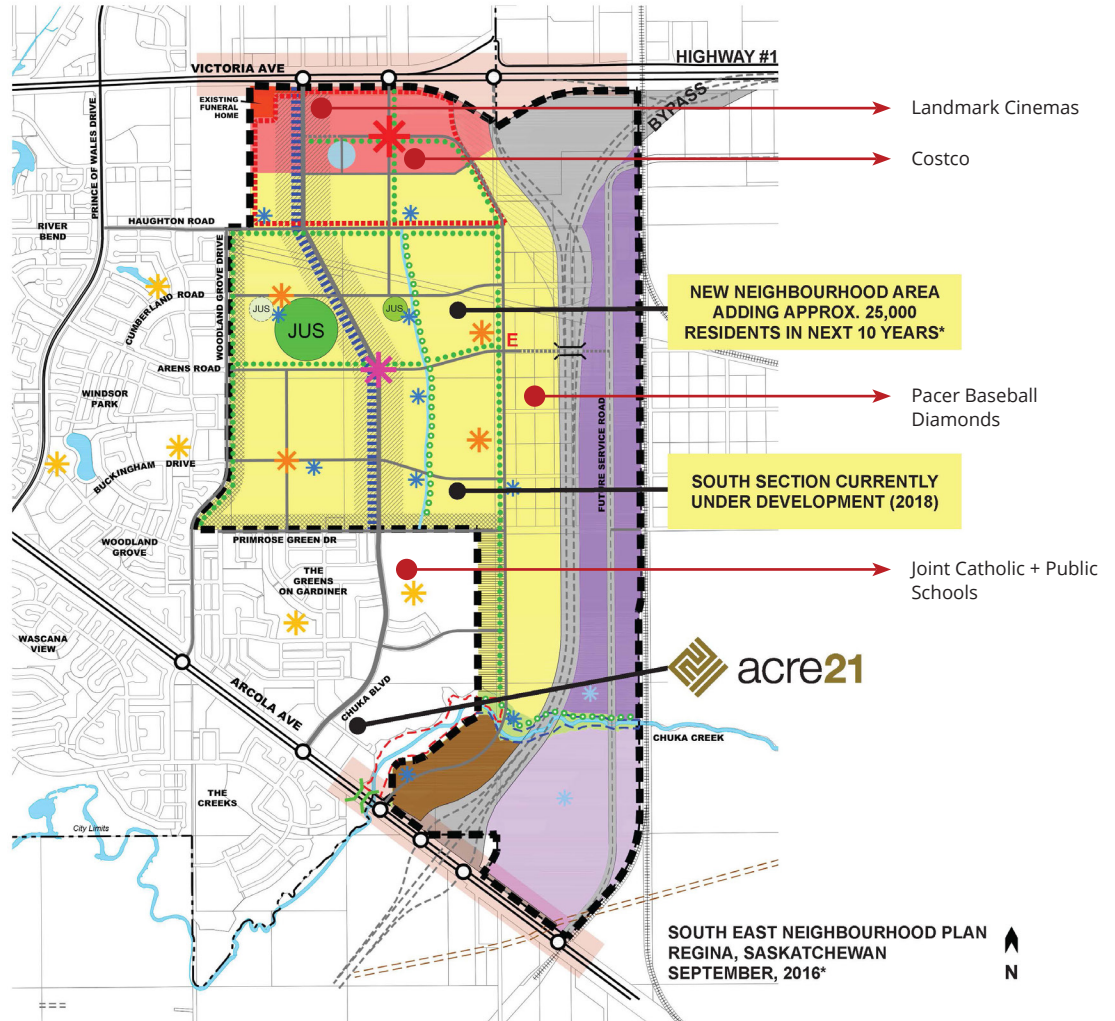 VICTORIA AVE
HIGHWAY #1
EXISTING
FUNERAL
HOME
BYPASS
Landmark Cinemas
Costco
PRINCE OF WALES DRIVE
HAUGHTON ROAD
RIVER
BEND
WOODLAND GROVE DRIVE
CUMBERLAND ROAD
JUS
JUS
JUS
NEW NEIGHBOURHOOD AREA
ADDING APPROX. 25,000
RESIDENTS IN NEXT 10 YEARS*
E
ARENS ROAD
WINDSOR
PARK
Pacer Baseball
Diamonds
BUCKINGHAM DRIVE
FUTURE SERVICE ROAD
SOUTH SECTION CURRENTLY
UNDER DEVELOPMENT (2018)
WOODLAND
GROVE
PRIMROSE GREEN DR
THE
GREENS
ON GARDINER
Joint Catholic + Public
Schools
WASCANA
VIEW
ARCOLA AVE
CHUKA BLVD
acre21
CHUKA CREEK
THE
CREEKS
City Limits
SOUTH EAST NEIGHBOURHOOD PLAN
REGINA, SASKATCHEWAN
SEPTEMBER, 2016*
N